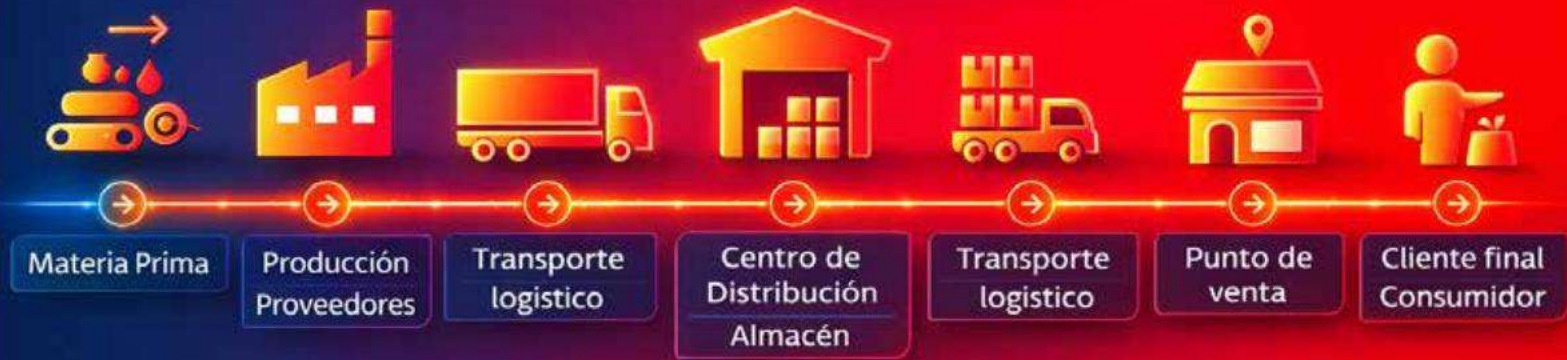 Materia Prima
Producción
Proveedores
Transporte
logistico
Centro de
Distribución
Almacén
Transporte
logistico
Punto de
venta
Cliente final
Consumidor